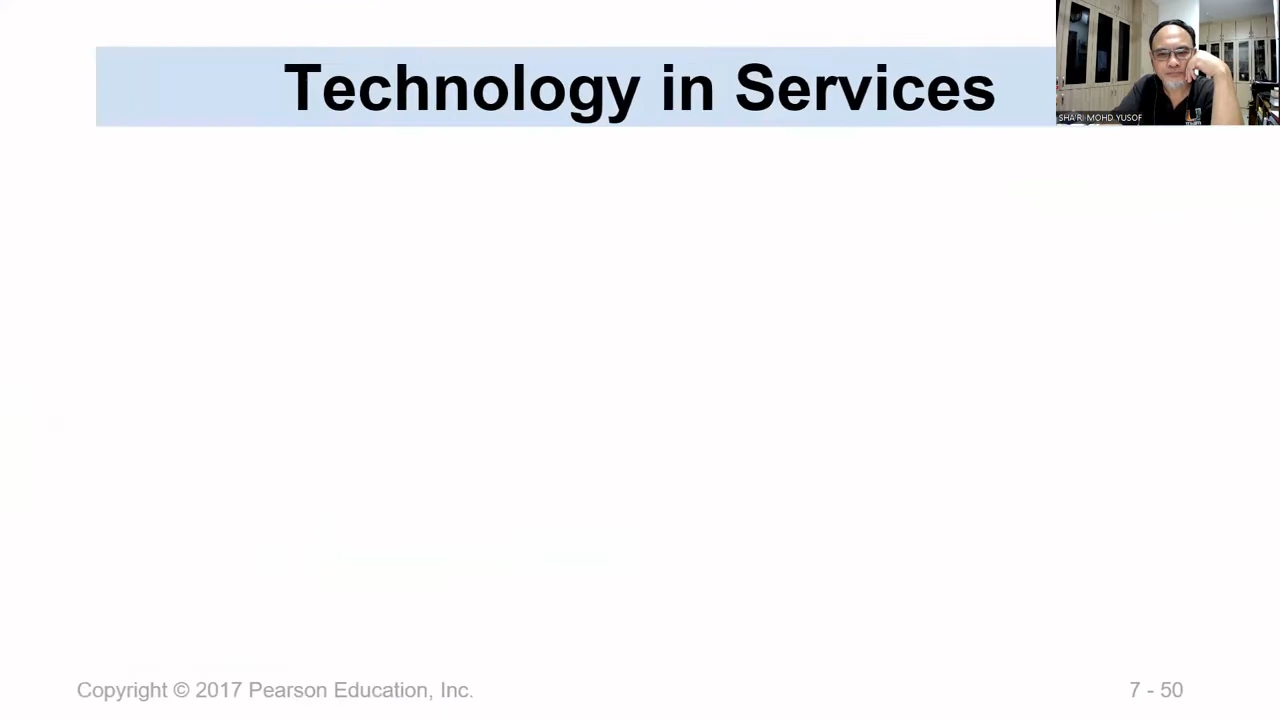 Technology in Services
SHA'RI MOHD YUSOF
Copyright © 2017 Pearson Education, Inc.
7 - 50